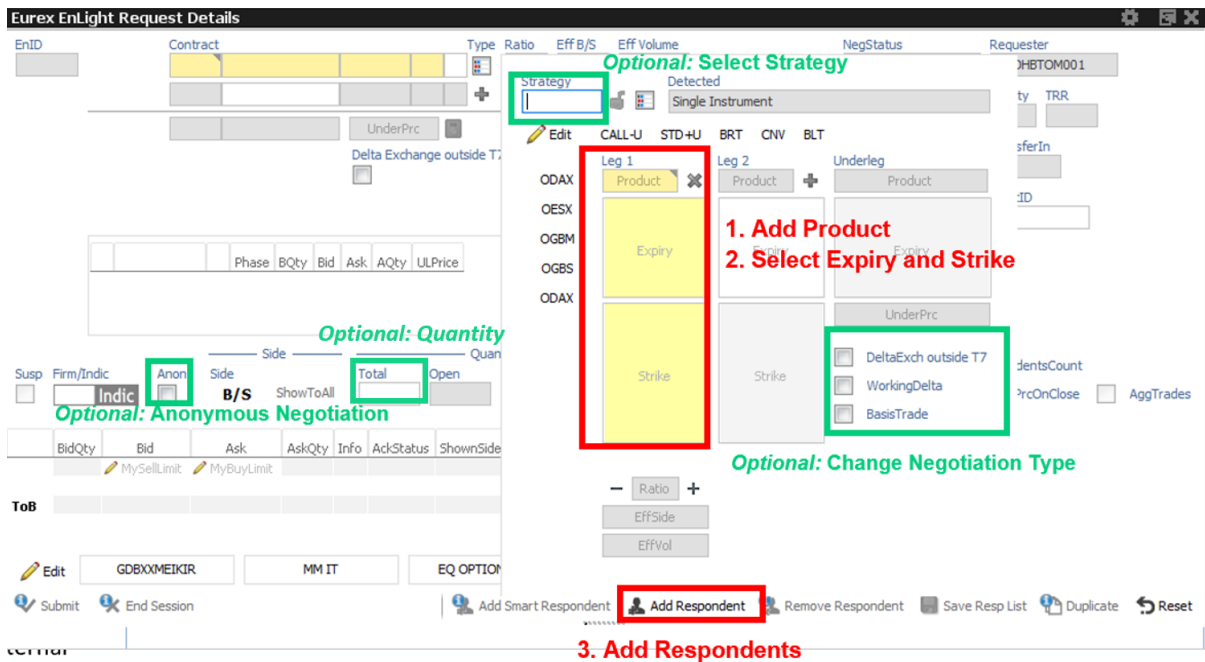 Eurex EnLight Request Details
EnID Contract Type Ratio Eff B/S Eff Volume NegStatus Requester
Optional: Select Strategy
OHBTOM001
Strategy Detected
Single Instrument
ty TRR
Edit CALL-U STD+U BRT CNV BLT
UnderPrc
Delta Exchange outside T7
sferIn
Leg 1 Leg 2 Underleg
ODAX Product Product Product
OESX
OGBM
OGBS
ODAX
Expiry Expiry Expiry
1. Add Product
2. Select Expiry and Strike
Phase BQty Bid Ask AQty ULPrice
UnderPrc
Optional: Quantity
Side Quan
DeltaExch outside T7
WorkingDelta
BasisTrade
Strike Strike
Susp Firm/Indic Anon Side Total Open
Indic B/S ShowToAll
dentsCount
PrcOnClose AggTrades
Optional: Anonymous Negotiation
BidQty Bid Ask AskQty Info AckStatus ShownSide
MySellLimit MyBuyLimit
Optional: Change Negotiation Type
ToB
Ratio
EffSide
EffVol
Edit GDBXXMEIKIR MM IT EQ OPTION
Submit End Session Add Smart Respondent Add Respondent Remove Respondent Save Resp List Duplicate Reset
3. Add Respondents